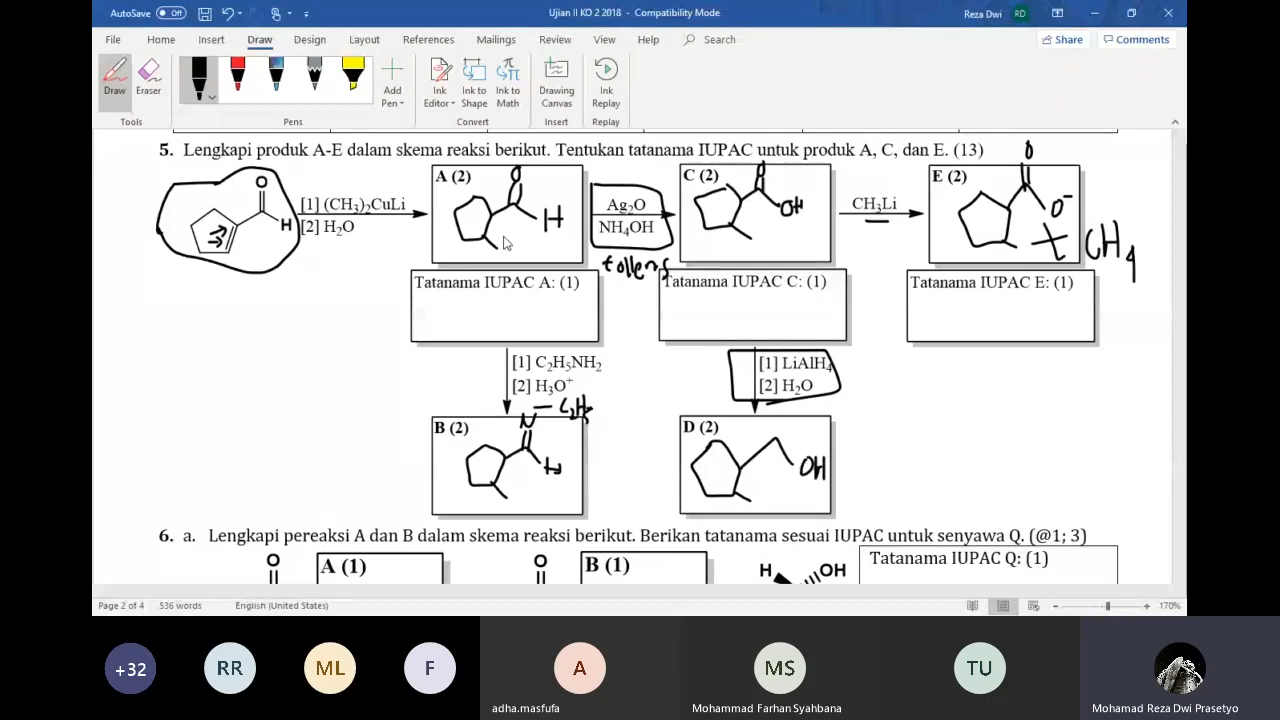 AutoSave Off
Ujian II KO 2 2018 - Compatibility Mode
Reza Dwi RD
File Home Insert Draw Design Layout References Mailings Review View Help Search
Share Comments
Draw Eraser
Add Pen
Ink Editor Ink to Shape Ink to Math
Drawing Canvas
Ink Replay
Tools Pens Convert Insert Replay
5. Lengkapi produk A-E dalam skema reaksi berikut. Tentukan tatanama IUPAC untuk produk A, C, dan E. (13)
O
H
[1] (CH3)2CuLi
[2] H2O
A (2)
O
H
Ag2O
NH4OH
tollens
C (2)
O
OH
CH3Li
E (2)
O
O-
+ CH4
Tatanama IUPAC A: (1)
Tatanama IUPAC C: (1)
Tatanama IUPAC E: (1)
[1] C2H5NH2
[2] H3O+
[1] LiAlH4
[2] H2O
B (2)
N - C2H5
H
D (2)
OH
6. a. Lengkapi pereaksi A dan B dalam skema reaksi berikut. Berikan tatanama sesuai IUPAC untuk senyawa Q. (@1; 3)
O
A (1)
O
B (1)
H OH
Tatanama IUPAC Q: (1)
Page 2 of 4 536 words English (United States) 170%
+32 RR ML F A MS TU
adha.masfufa
Mohammad Farhan Syahbana
Mohamad Reza Dwi Prasetyo